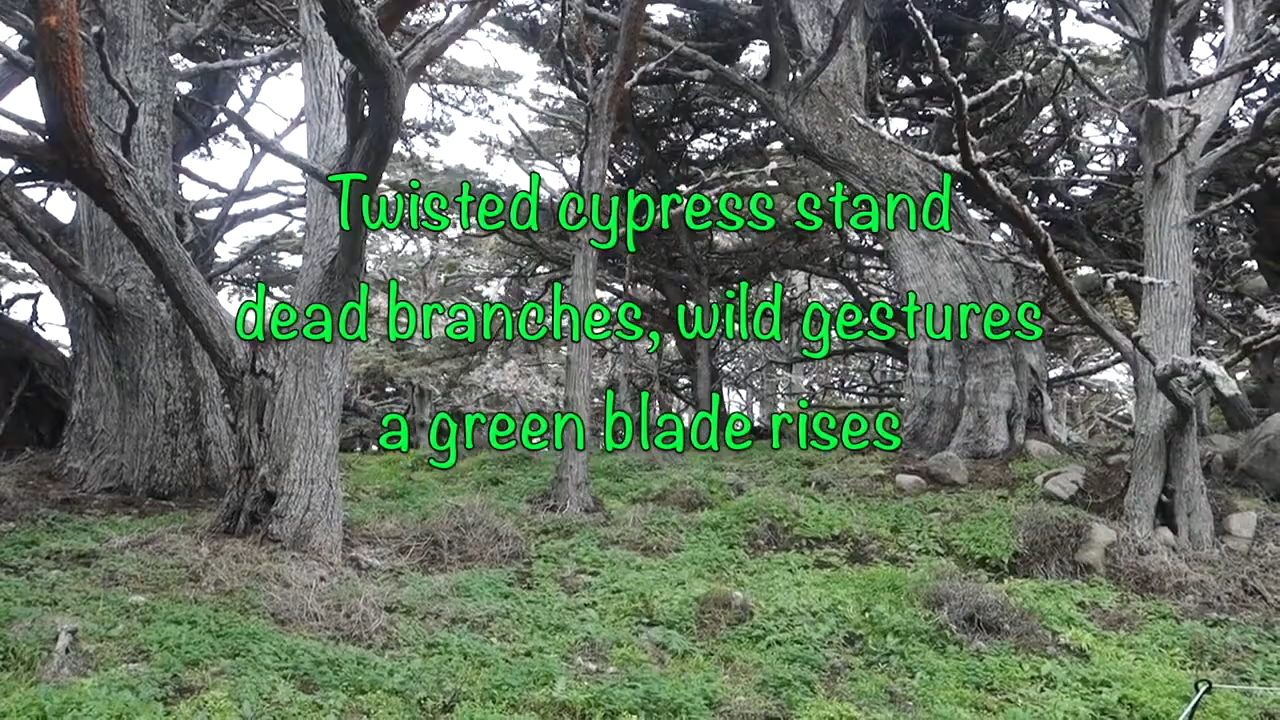 Twisted cypress stand
dead branches, wild gestures
a green blade rises